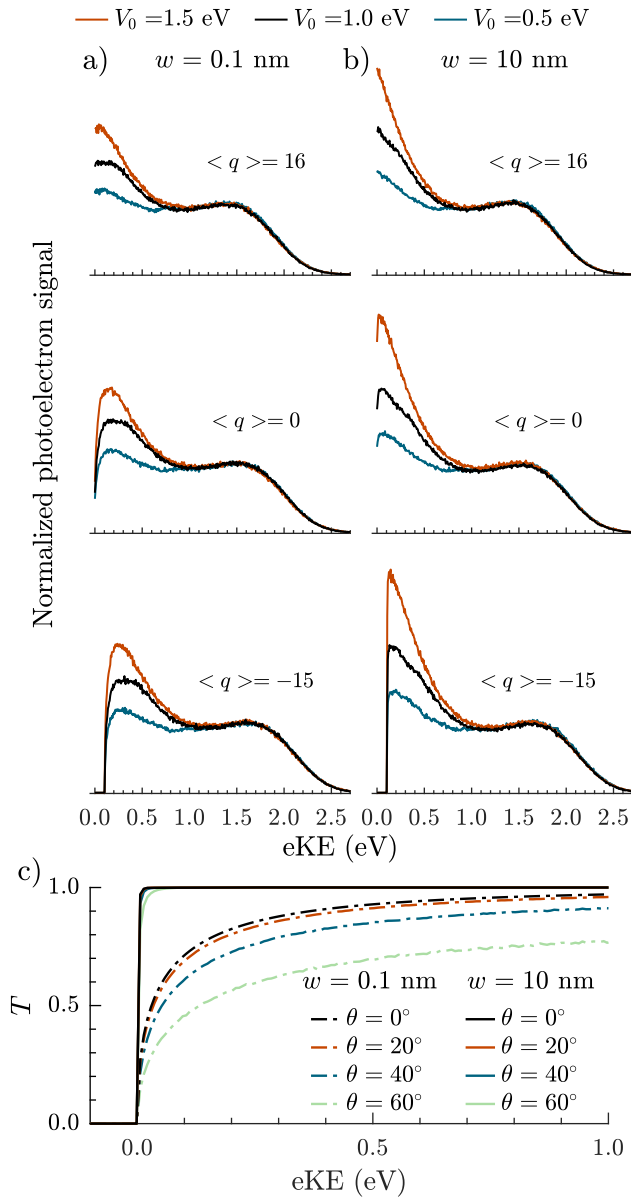 V₀ =1.5 eV V₀ =1.0 eV V₀ =0.5 eV
a) w = 0.1 nm b) w = 10 nm
< q >= 16 < q >= 16
< q >= 0 < q >= 0
< q >= −15 < q >= −15
Normalized photoelectron signal
0.0 0.5 1.0 1.5 2.0 2.5 0.0 0.5 1.0 1.5 2.0 2.5
eKE (eV) eKE (eV)
c)
1.0
0.5
0.0
T
w = 0.1 nm w = 10 nm
θ = 0° θ = 0°
θ = 20° θ = 20°
θ = 40° θ = 40°
θ = 60° θ = 60°
0.0 0.5 1.0
eKE (eV)